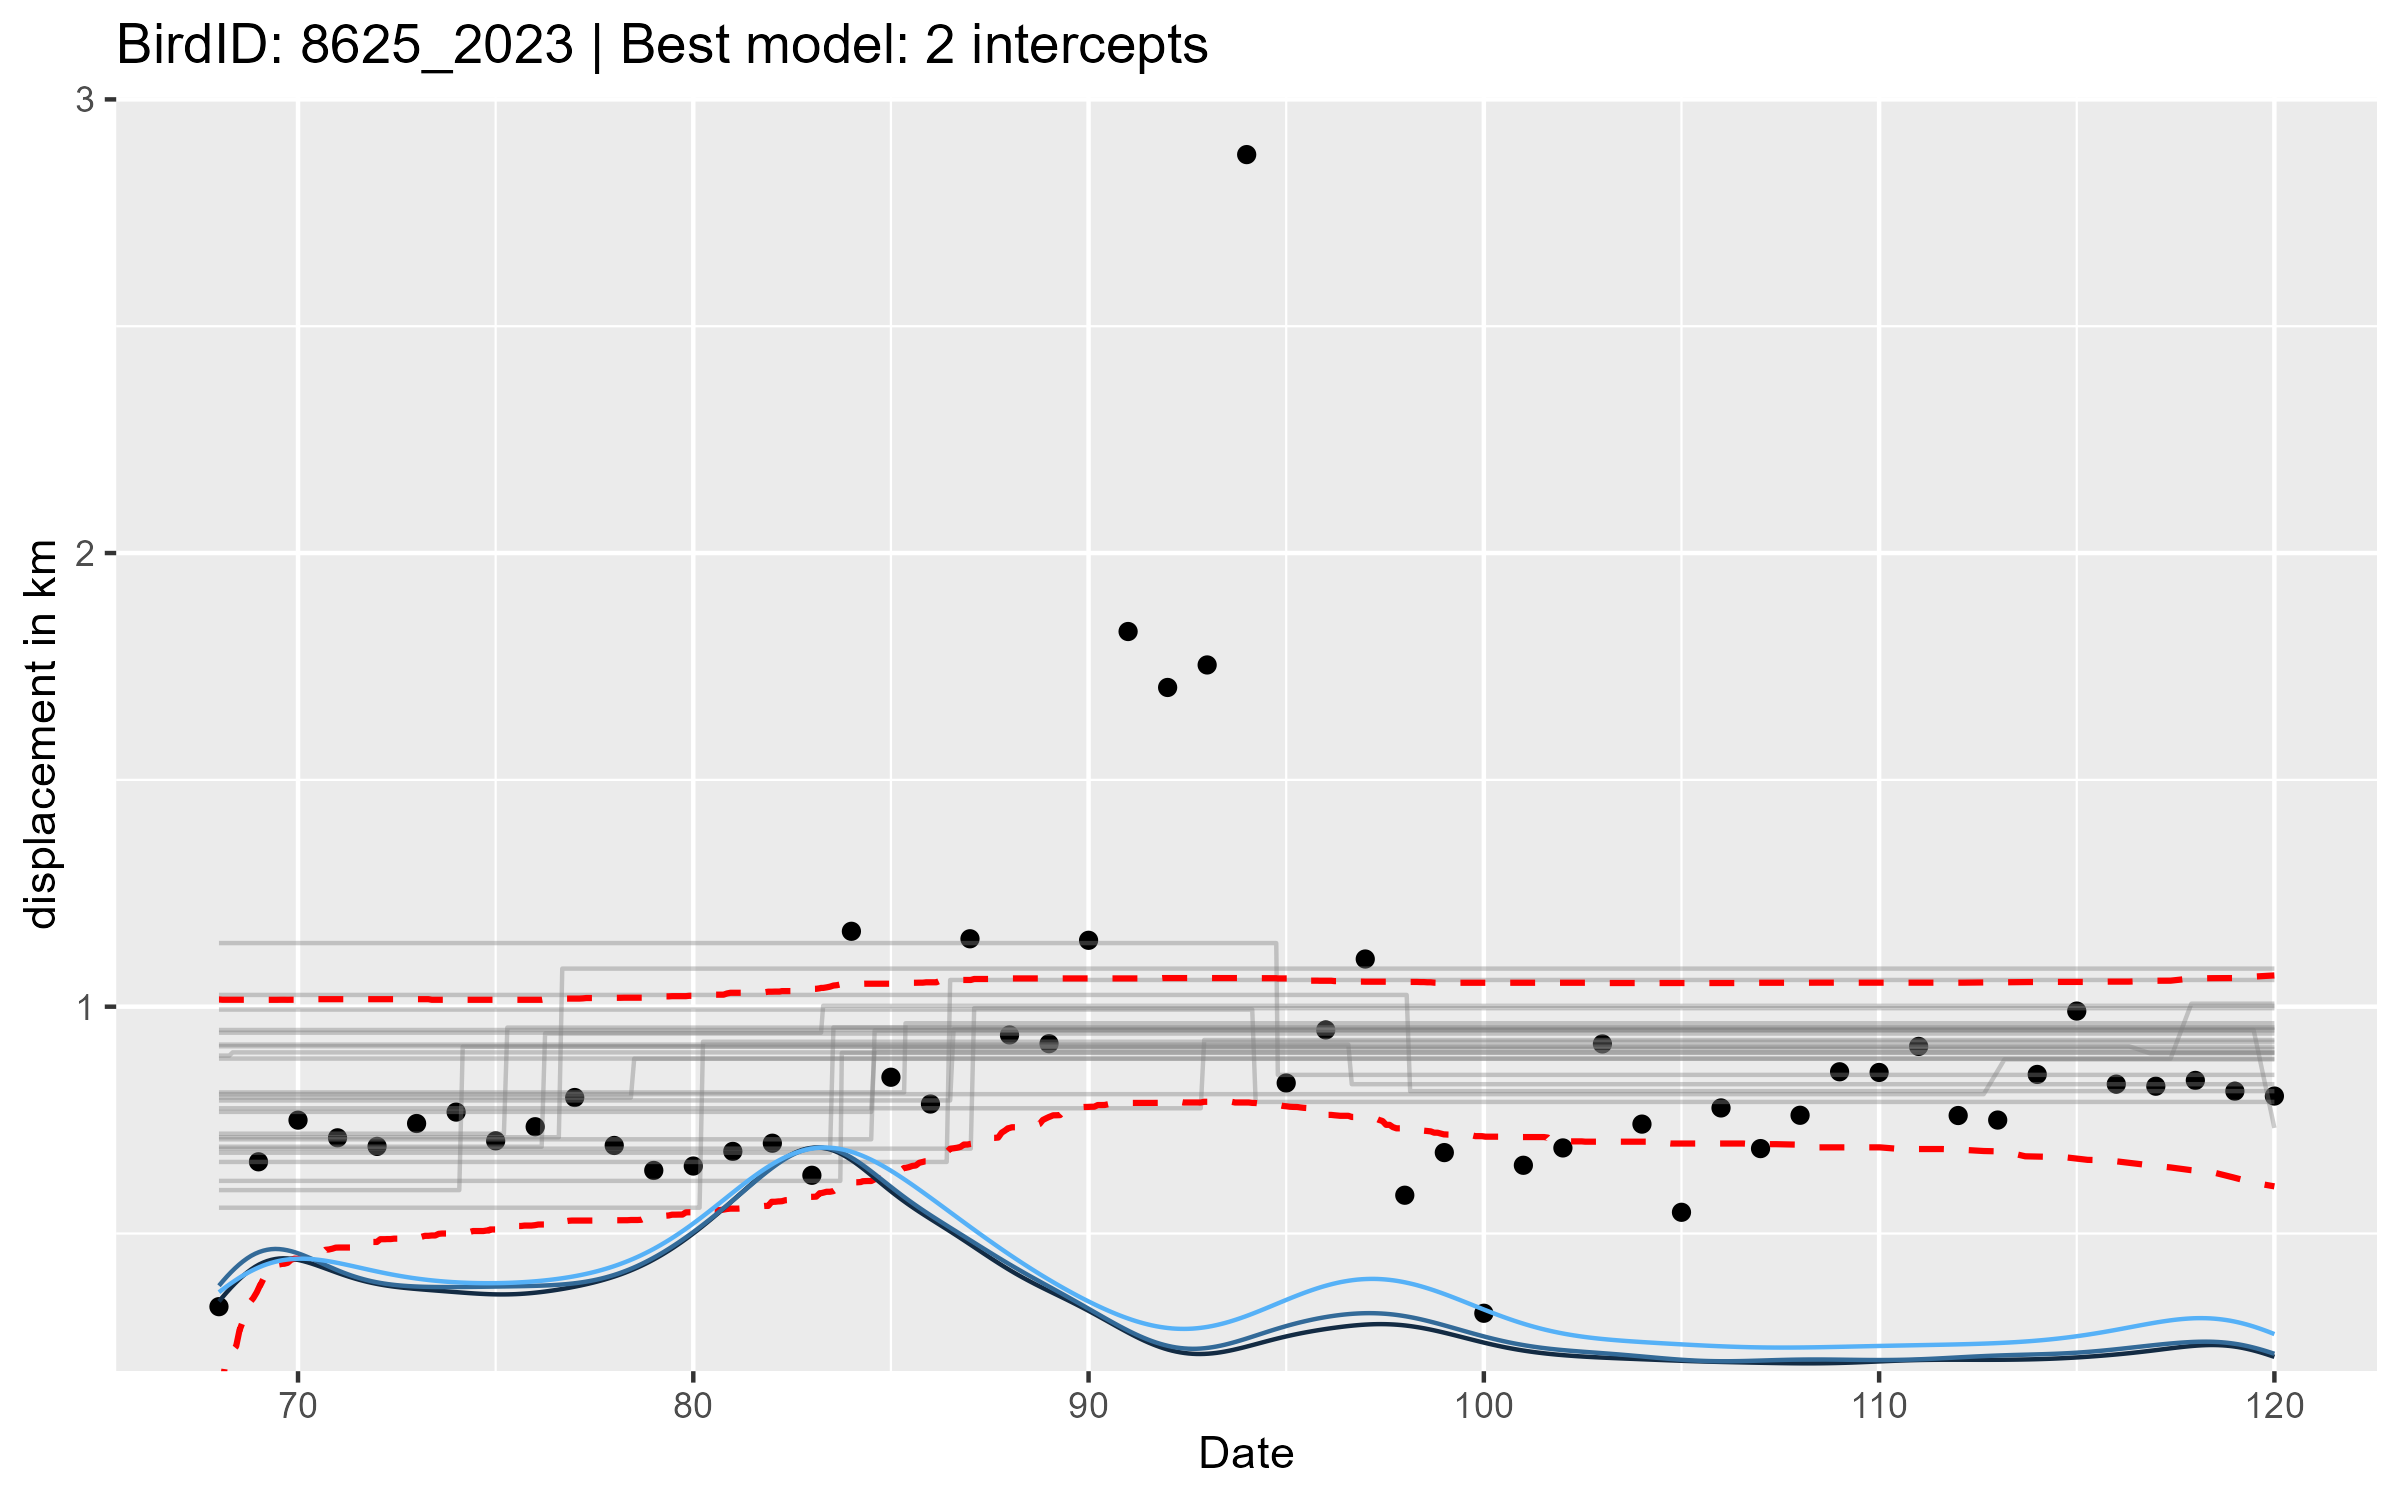 BirdID: 8625_2023 | Best model: 2 intercepts
3
2
1
displacement in km
70 80 90 100 110 120
Date